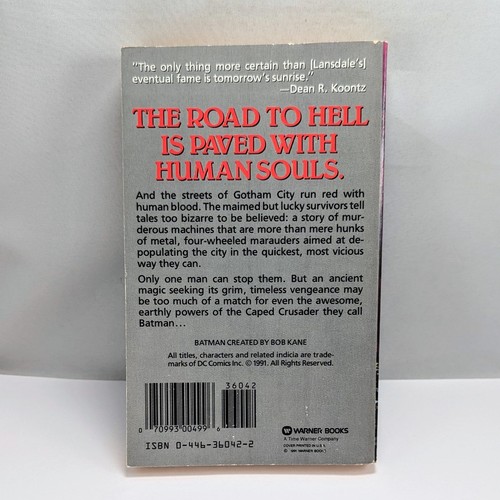 "The only thing more certain than [Lansdale's]
eventual fame is tomorrow's sunrise."
—Dean R. Koontz
THE ROAD TO HELL
IS PAVED WITH
HUMAN SOULS.
And the streets of Gotham City run red with
human blood. The maimed but lucky survivors tell
tales too bizarre to be believed: a story of mur-
derous machines that are more than mere hunks
of metal, four-wheeled marauders aimed at de-
populating the city in the quickest, most vicious
way they can.
Only one man can stop them. But an ancient
magic seeking its grim, timeless vengeance may
be too much of a match for even the awesome,
earthly powers of the Caped Crusader they call
Batman...
BATMAN CREATED BY BOB KANE
All titles, characters and related indicia are trade-
marks of DC Comics Inc. © 1991. All Rights Reserved.
36042
0 70993 00499 6
ISBN 0-446-36042-2
WARNER BOOKS
A Time Warner Company
COVER PRINTED IN U.S.A.
© 1991 WARNER BOOKS